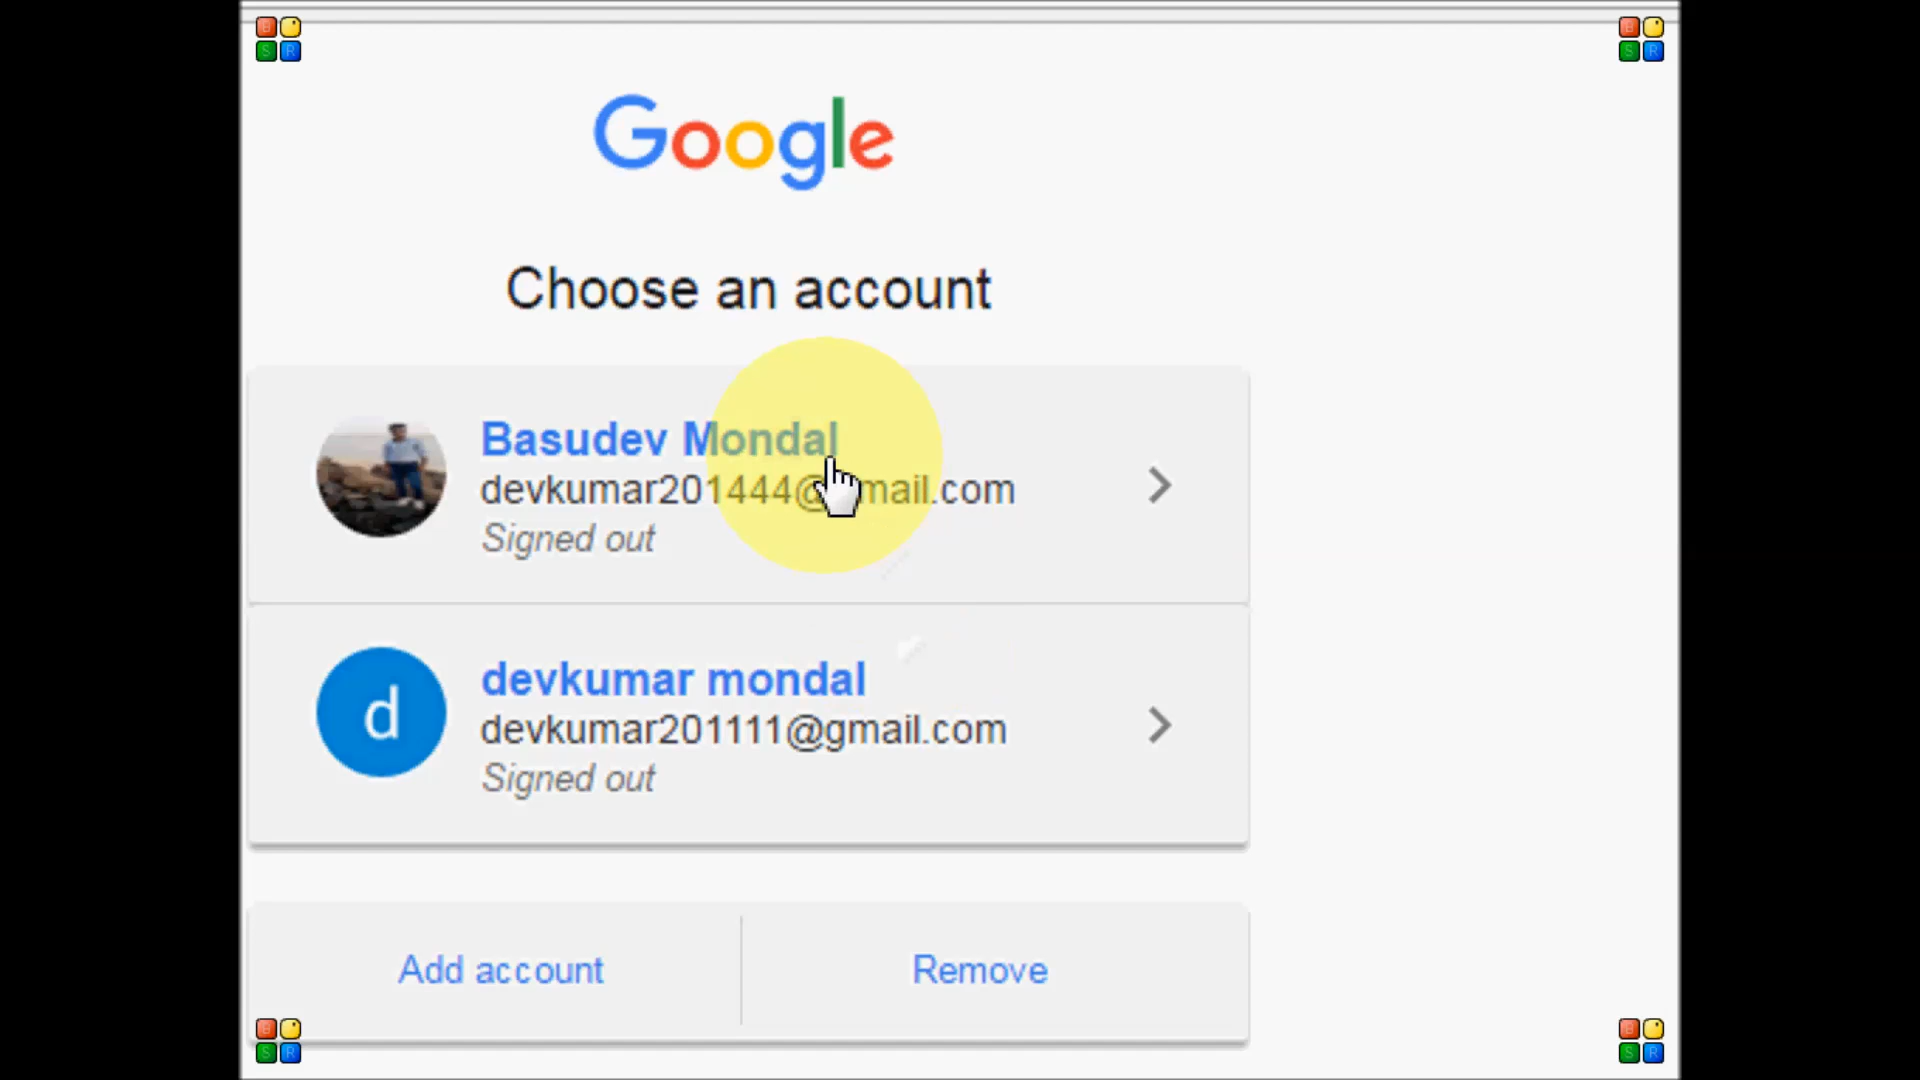 Google
Choose an account
Basudev Mondal
devkumar201444@gmail.com
Signed out
d
devkumar mondal
devkumar201111@gmail.com
Signed out
Add account
Remove